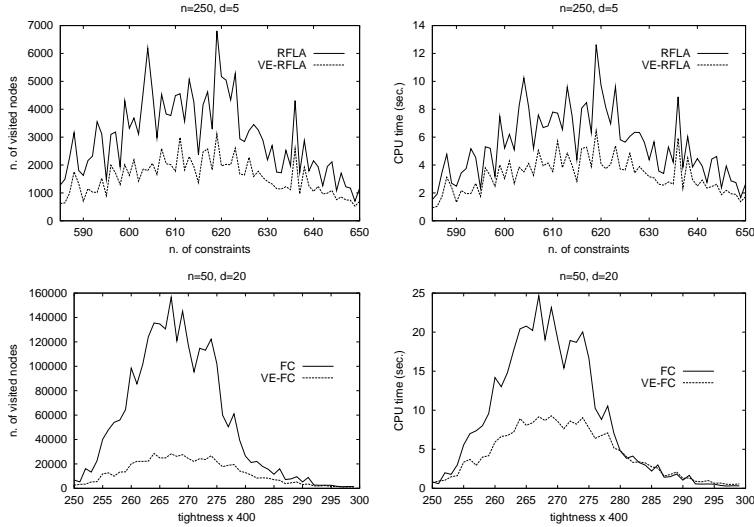 n=250, d=5
n. of visited nodes
7000
6000
5000
4000
3000
2000
1000
0
RFLA
VE-RFLA
590 600 610 620 630 640 650
n. of constraints
n=250, d=5
CPU time (sec.)
14
12
10
8
6
4
2
0
RFLA
VE-RFLA
590 600 610 620 630 640 650
n. of constraints
n=50, d=20
n. of visited nodes
160000
140000
120000
100000
80000
60000
40000
20000
0
FC
VE-FC
250 255 260 265 270 275 280 285 290 295 300
tightness x 400
n=50, d=20
CPU time (sec.)
25
20
15
10
5
0
FC
VE-FC
250 255 260 265 270 275 280 285 290 295 300
tightness x 400